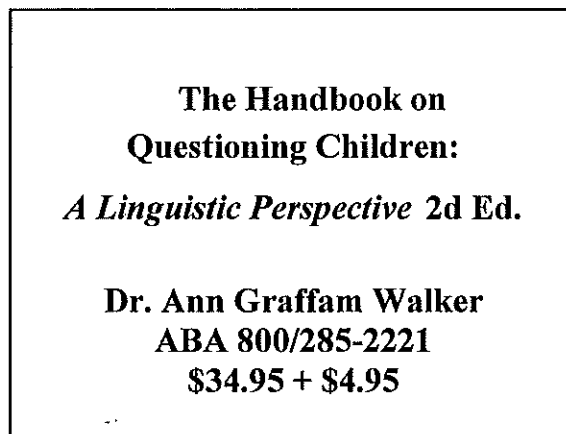 The Handbook on
Questioning Children:
A Linguistic Perspective 2d Ed.
Dr. Ann Graffam Walker
ABA 800/285-2221
$34.95 + $4.95